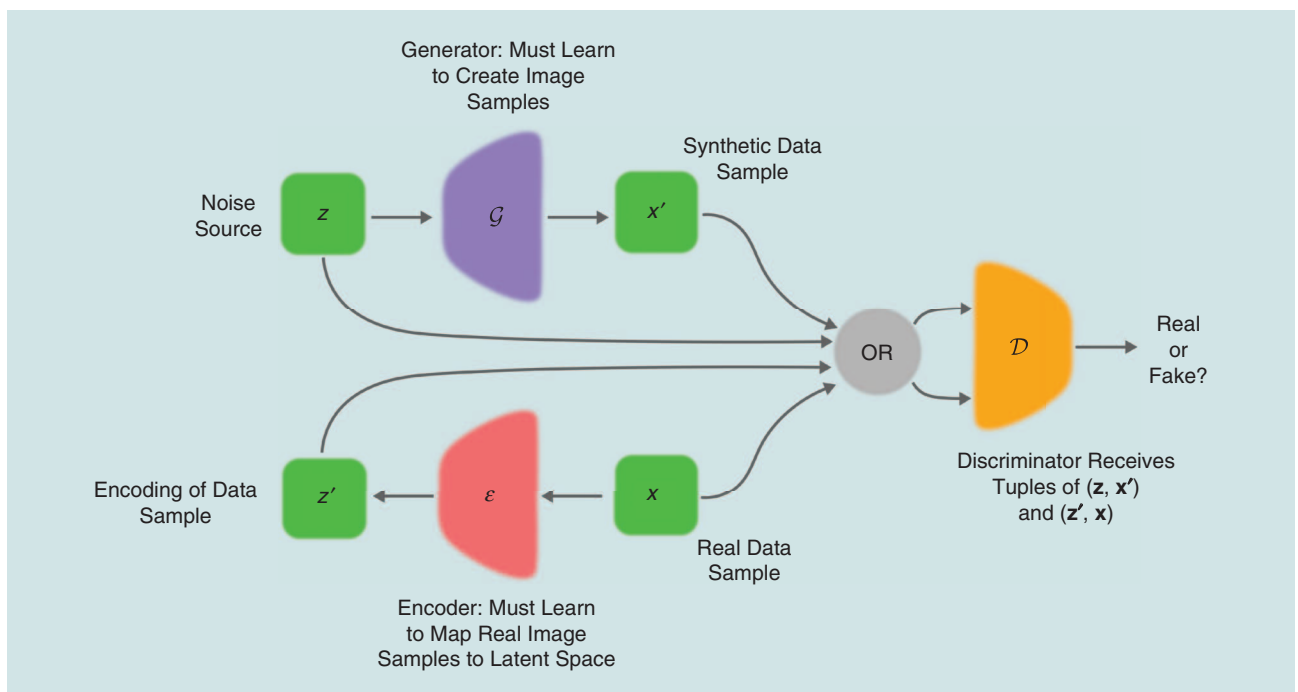 Generator: Must Learn
to Create Image
Samples
Synthetic Data
Sample
Noise
Source
z
𝒢
x′
OR
𝒟
Real
or
Fake?
Encoding of Data
Sample
z′
ε
x
Discriminator Receives
Tuples of (z, x′)
and (z′, x)
Real Data
Sample
Encoder: Must Learn
to Map Real Image
Samples to Latent Space